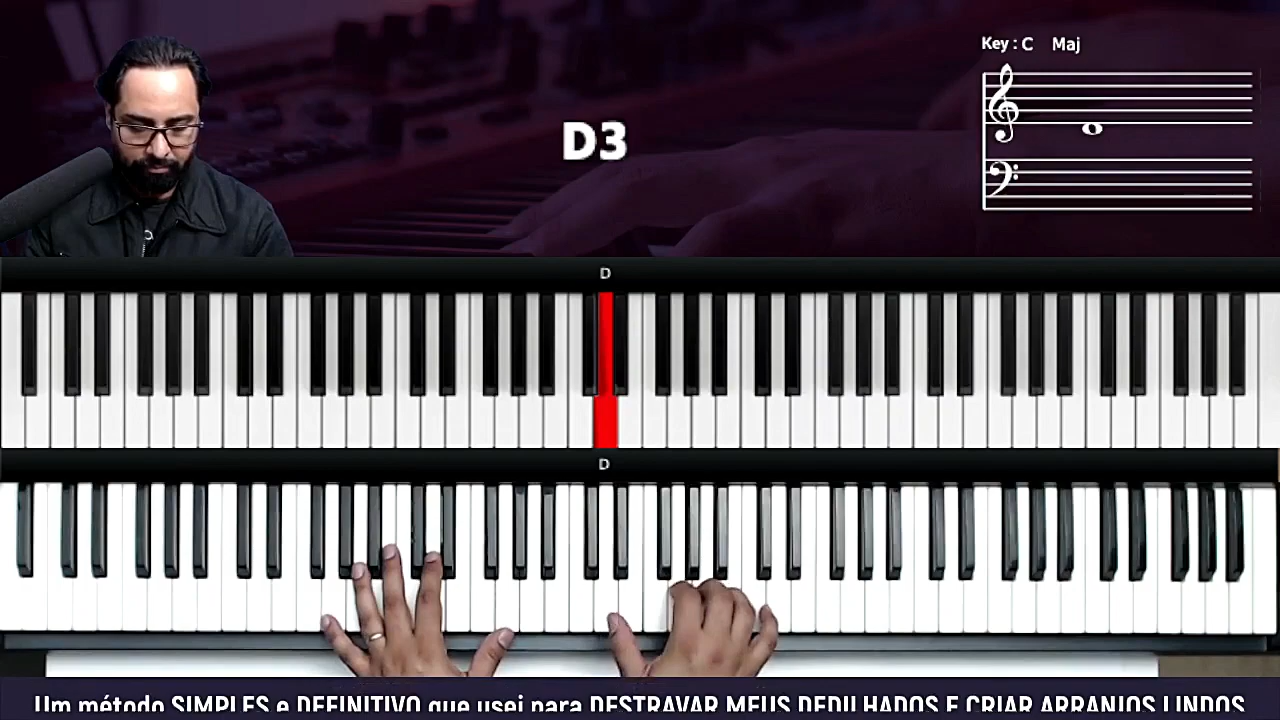 Key : C Maj
D3
D
D
Um método SIMPLES e DEFINITIVO que usei para DESTRAVAR MEUS DEDILHADOS E CRIAR ARRANJOS LINDOS